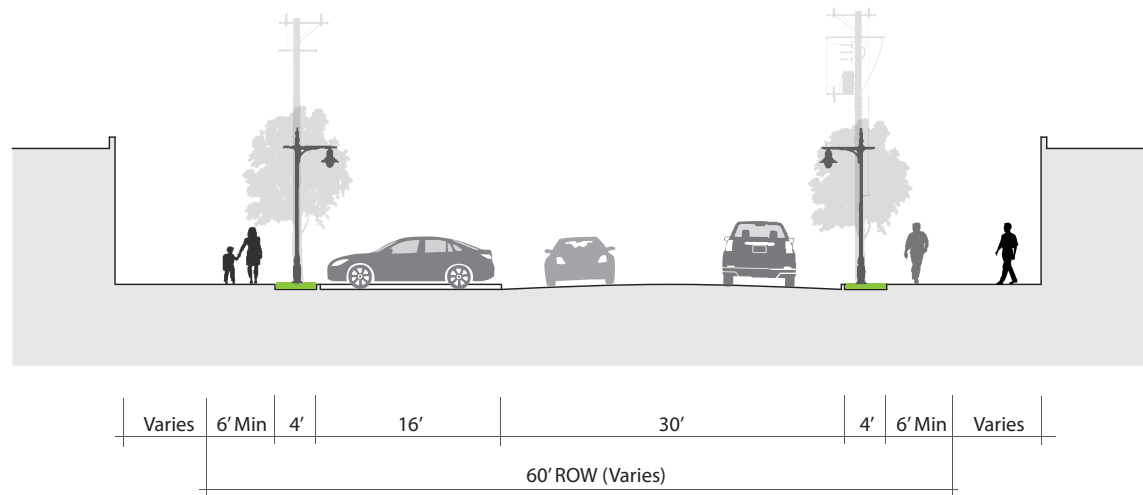 Varies 6’ Min 4’ 16’ 30’ 4’ 6’ Min Varies
60’ ROW (Varies)